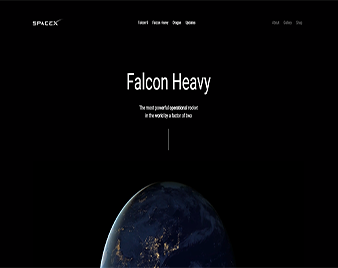 SPACEX
Falcon 9 Falcon Heavy Dragon Updates
About Gallery Shop
Falcon Heavy
The most powerful operational rocket
in the world by a factor of two